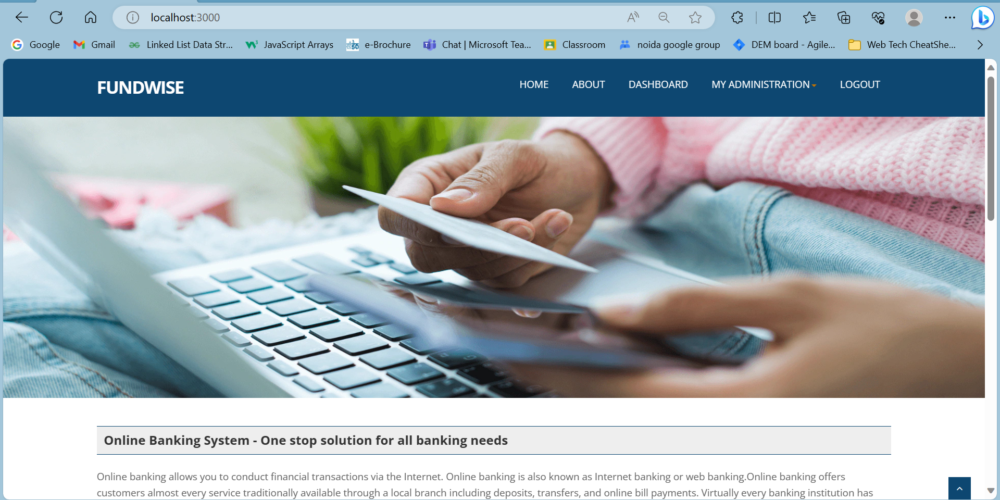 localhost:3000
Google Gmail Linked List Data Str... JavaScript Arrays e-Brochure Chat | Microsoft Tea... Classroom noida google group DEM board - Agile... Web Tech CheatShe...
FUNDWISE HOME ABOUT DASHBOARD MY ADMINISTRATION LOGOUT
Online Banking System - One stop solution for all banking needs
Online banking allows you to conduct financial transactions via the Internet. Online banking is also known as Internet banking or web banking.Online banking offers
customers almost every service traditionally available through a local branch including deposits, transfers, and online bill payments. Virtually every banking institution has